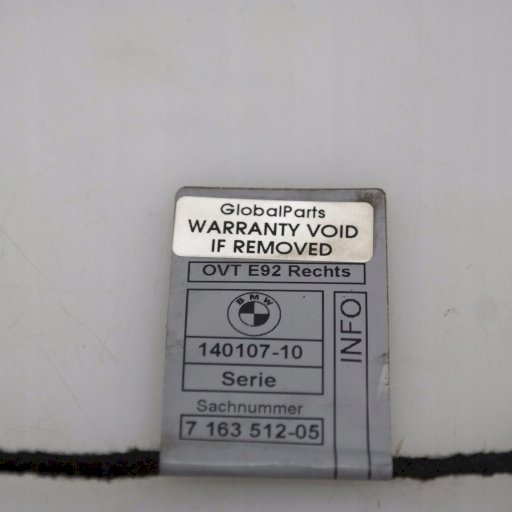 GlobalParts
WARRANTY VOID
IF REMOVED
OVT E92 Rechts
BMW
140107-10
Serie
Sachnummer
7 163 512-05
INFO